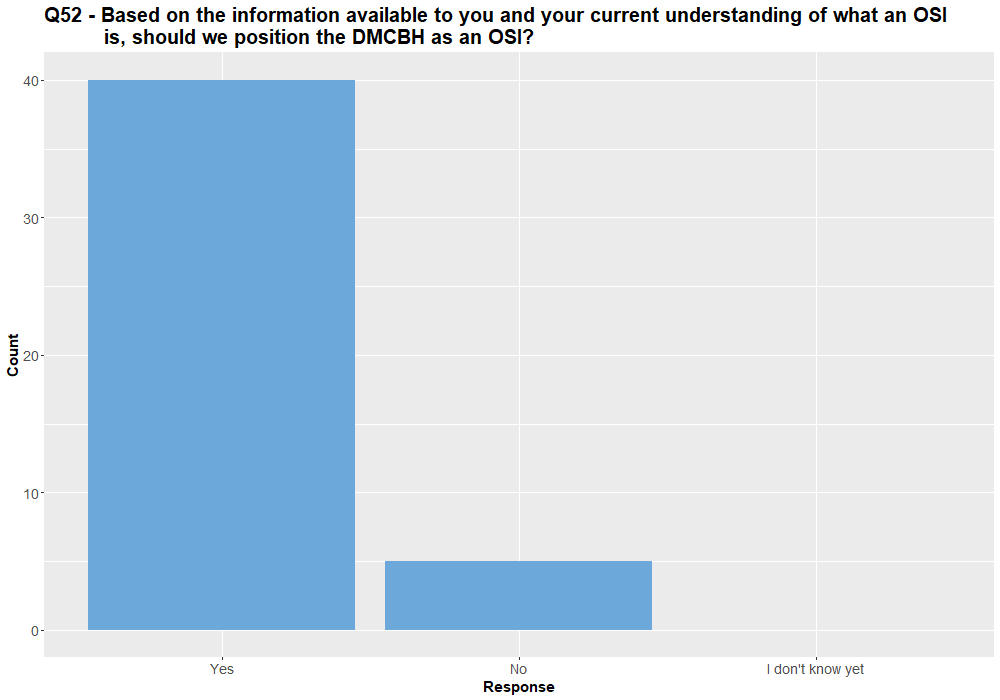 Q52 - Based on the information available to you and your current understanding of what an OSI
is, should we position the DMCBH as an OSI?
40
30
20
10
0
Count
Yes
No
I don't know yet
Response